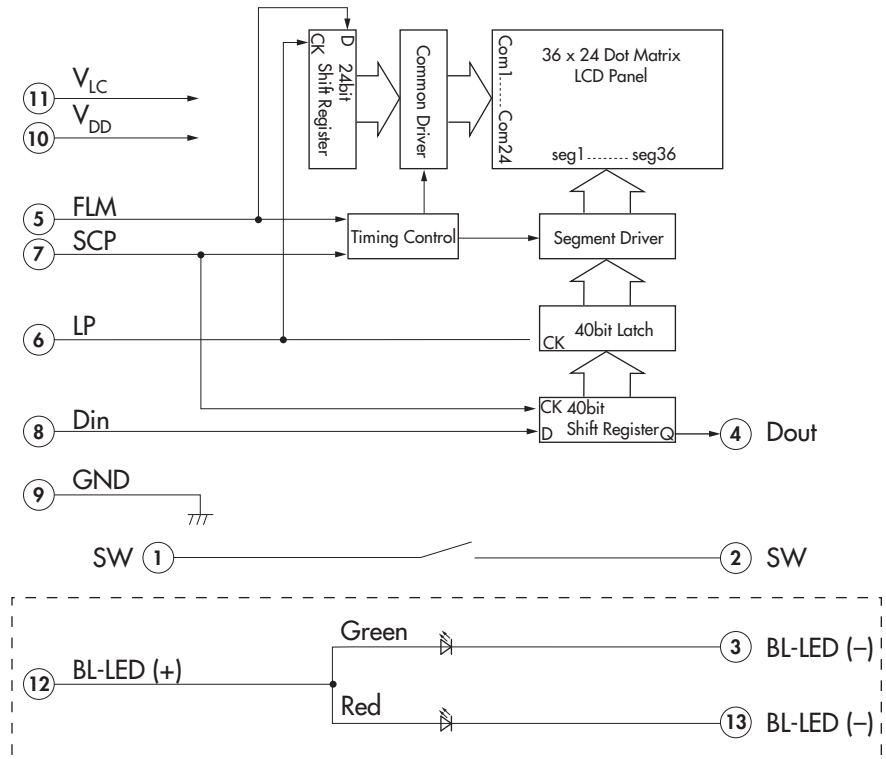 D
CK
24bit
Shift Register
Common Driver
Com1........Com24
36 x 24 Dot Matrix
LCD Panel
seg1........seg36
11 VLC
10 VDD
5 FLM
7 SCP
Timing Control
Segment Driver
6 LP
40bit Latch
CK
CK 40bit
D Shift Register Q
8 Din
4 Dout
9 GND
SW 1
2 SW
12 BL-LED (+)
Green
3 BL-LED (–)
Red
13 BL-LED (–)